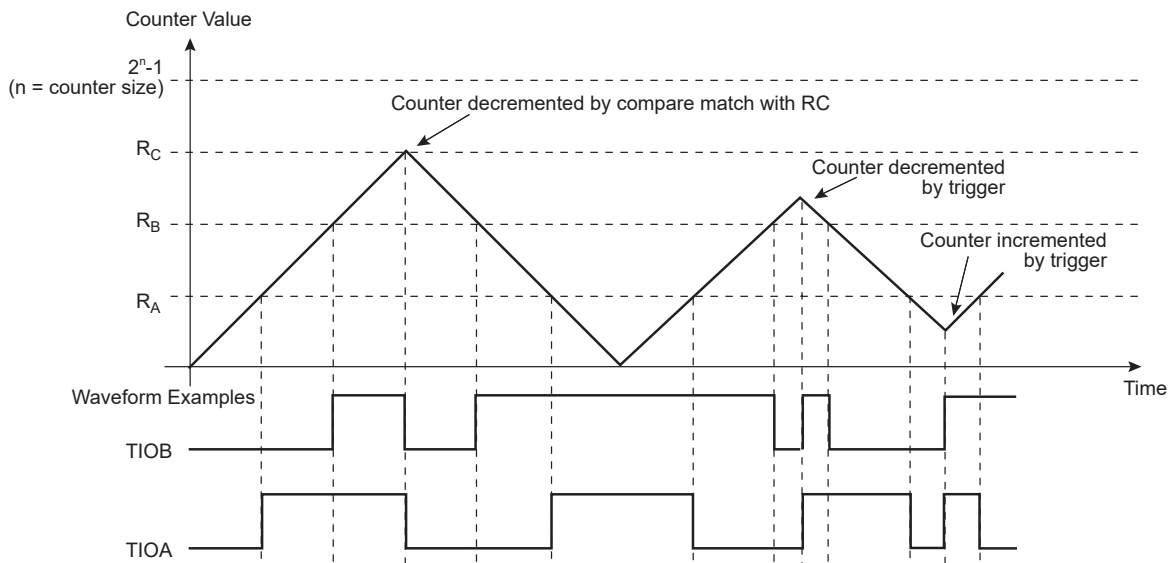 Counter Value
2ⁿ-1
(n = counter size)
Counter decremented by compare match with RC
R_C
Counter decremented
by trigger
R_B
Counter incremented
by trigger
R_A
Time
Waveform Examples
TIOB
TIOA